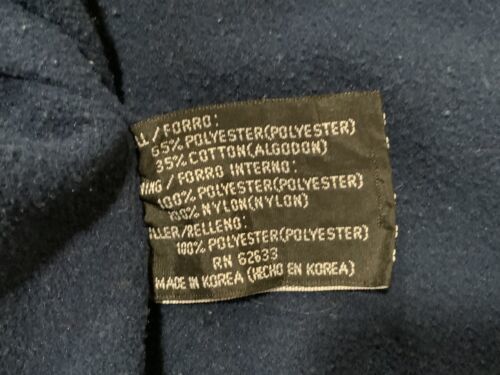 LL/FORRO:
65% POLYESTER(POLYESTER)
35% COTTON(ALGODON)
NING/FORRO INTERNO:
100% POLYESTER(POLYESTER)
100% NYLON(NYLON)
LLER/RELLENO:
100% POLYESTER(POLYESTER)
RN 62633
MADE IN KOREA (HECHO EN KOREA)